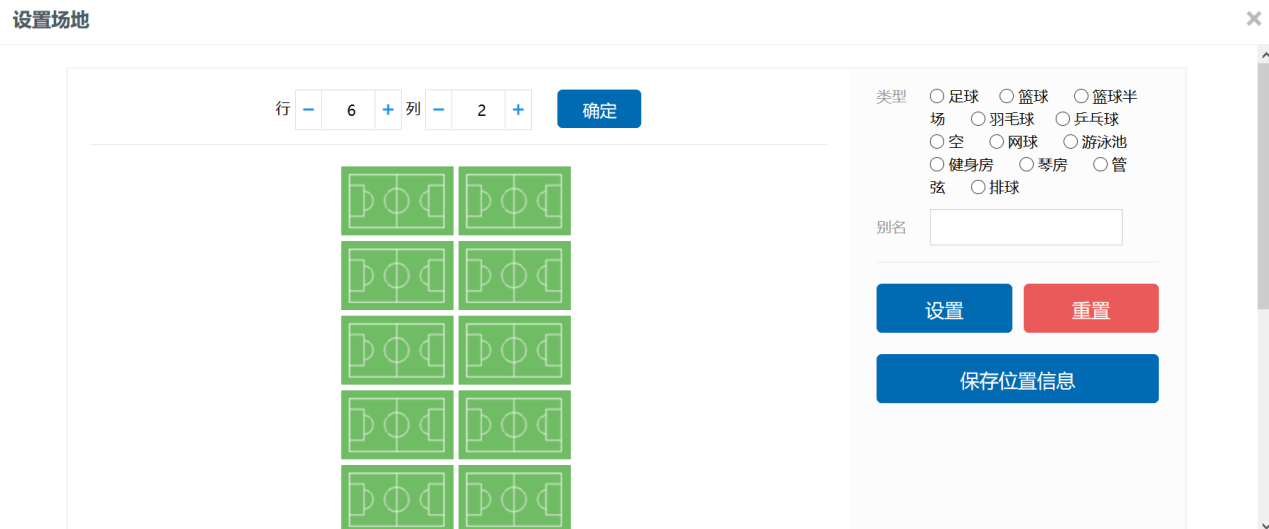 设置场地
行 6 列 2 确定
类型 足球 篮球 篮球半
场 羽毛球 乒乓球
空 网球 游泳池
健身房 琴房 管
弦 排球
别名
设置 重置
保存位置信息